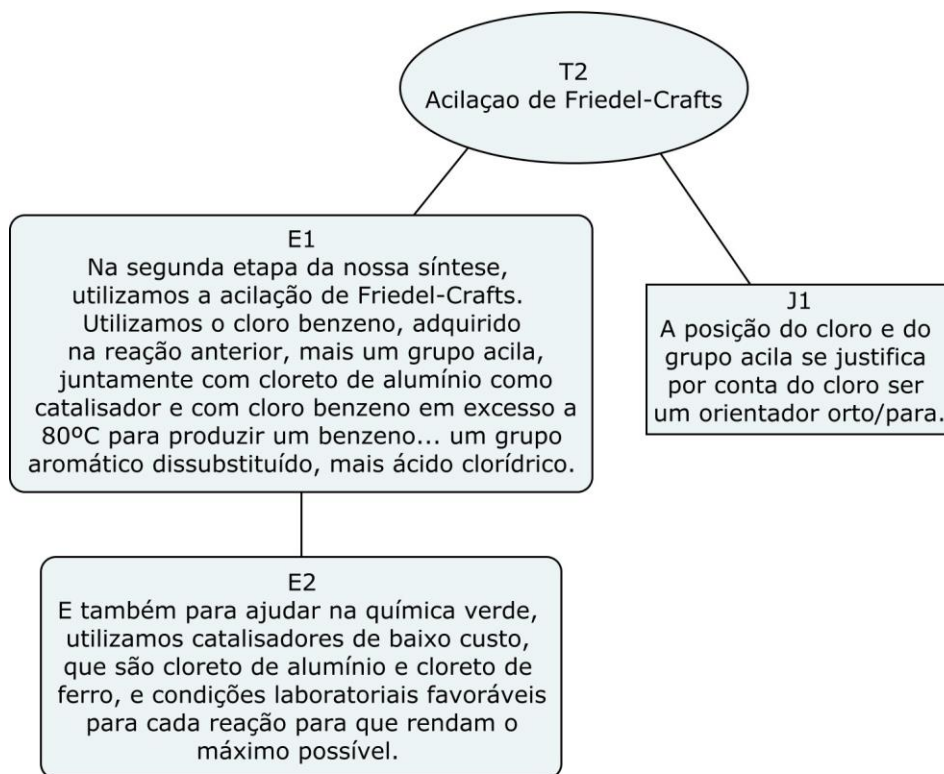 T2
Acilaçao de Friedel-Crafts
E1
Na segunda etapa da nossa síntese,
utilizamos a acilação de Friedel-Crafts.
Utilizamos o cloro benzeno, adquirido
na reação anterior, mais um grupo acila,
juntamente com cloreto de alumínio como
catalisador e com cloro benzeno em excesso a
80ºC para produzir um benzeno... um grupo
aromático dissubstituído, mais ácido clorídrico.
J1
A posição do cloro e do
grupo acila se justifica
por conta do cloro ser
um orientador orto/para.
E2
E também para ajudar na química verde,
utilizamos catalisadores de baixo custo,
que são cloreto de alumínio e cloreto de
ferro, e condições laboratoriais favoráveis
para cada reação para que rendam o
máximo possível.